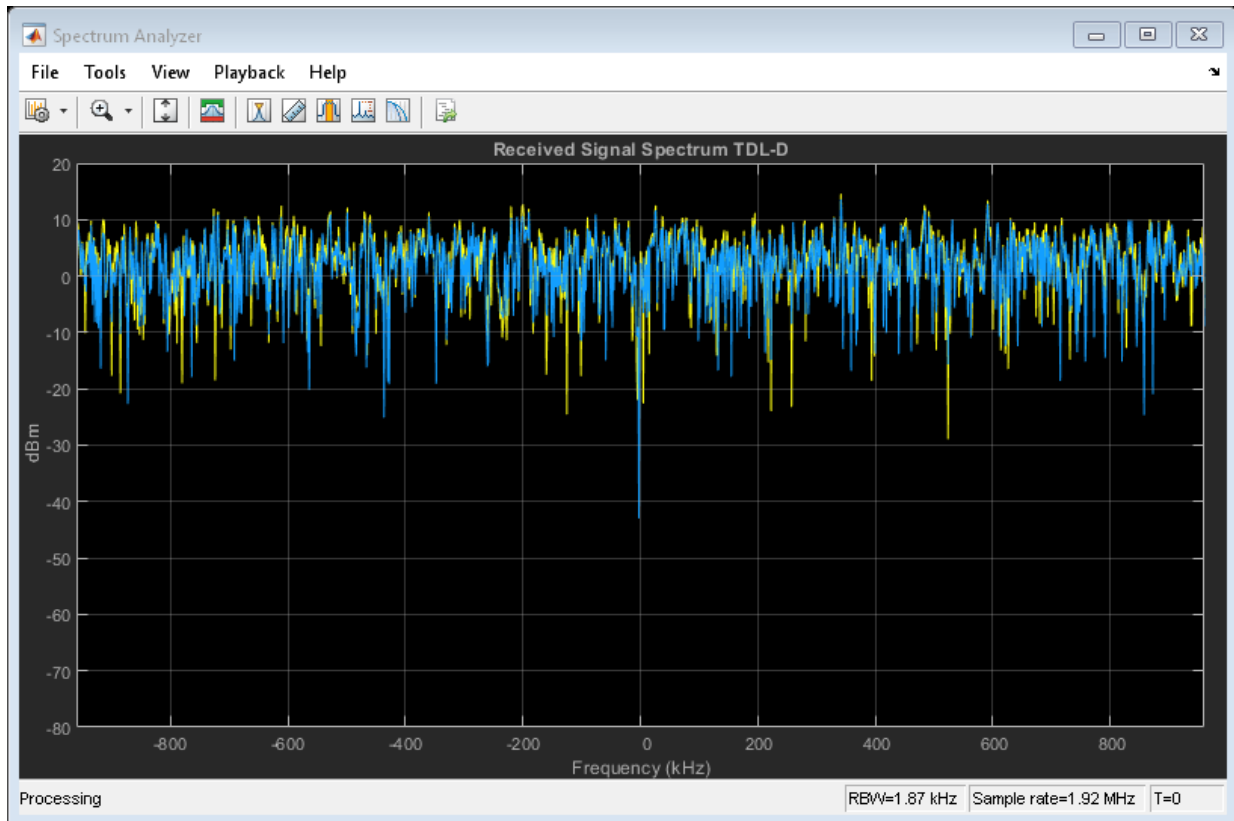 Spectrum Analyzer
File Tools View Playback Help
Received Signal Spectrum TDL-D
20
10
0
-10
-20
-30
-40
-50
-60
-70
-80
dBm
-800 -600 -400 -200 0 200 400 600 800
Frequency (kHz)
Processing RBW=1.87 kHz Sample rate=1.92 MHz T=0